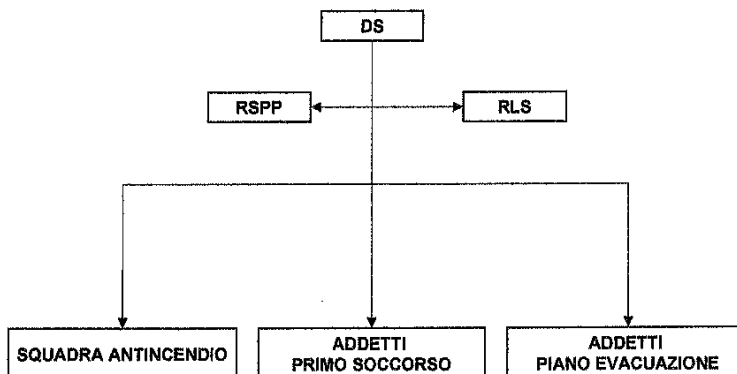 DS
RSPP
RLS
SQUADRA ANTINCENDIO
ADDETTI
PRIMO SOCCORSO
ADDETTI
PIANO EVACUAZIONE